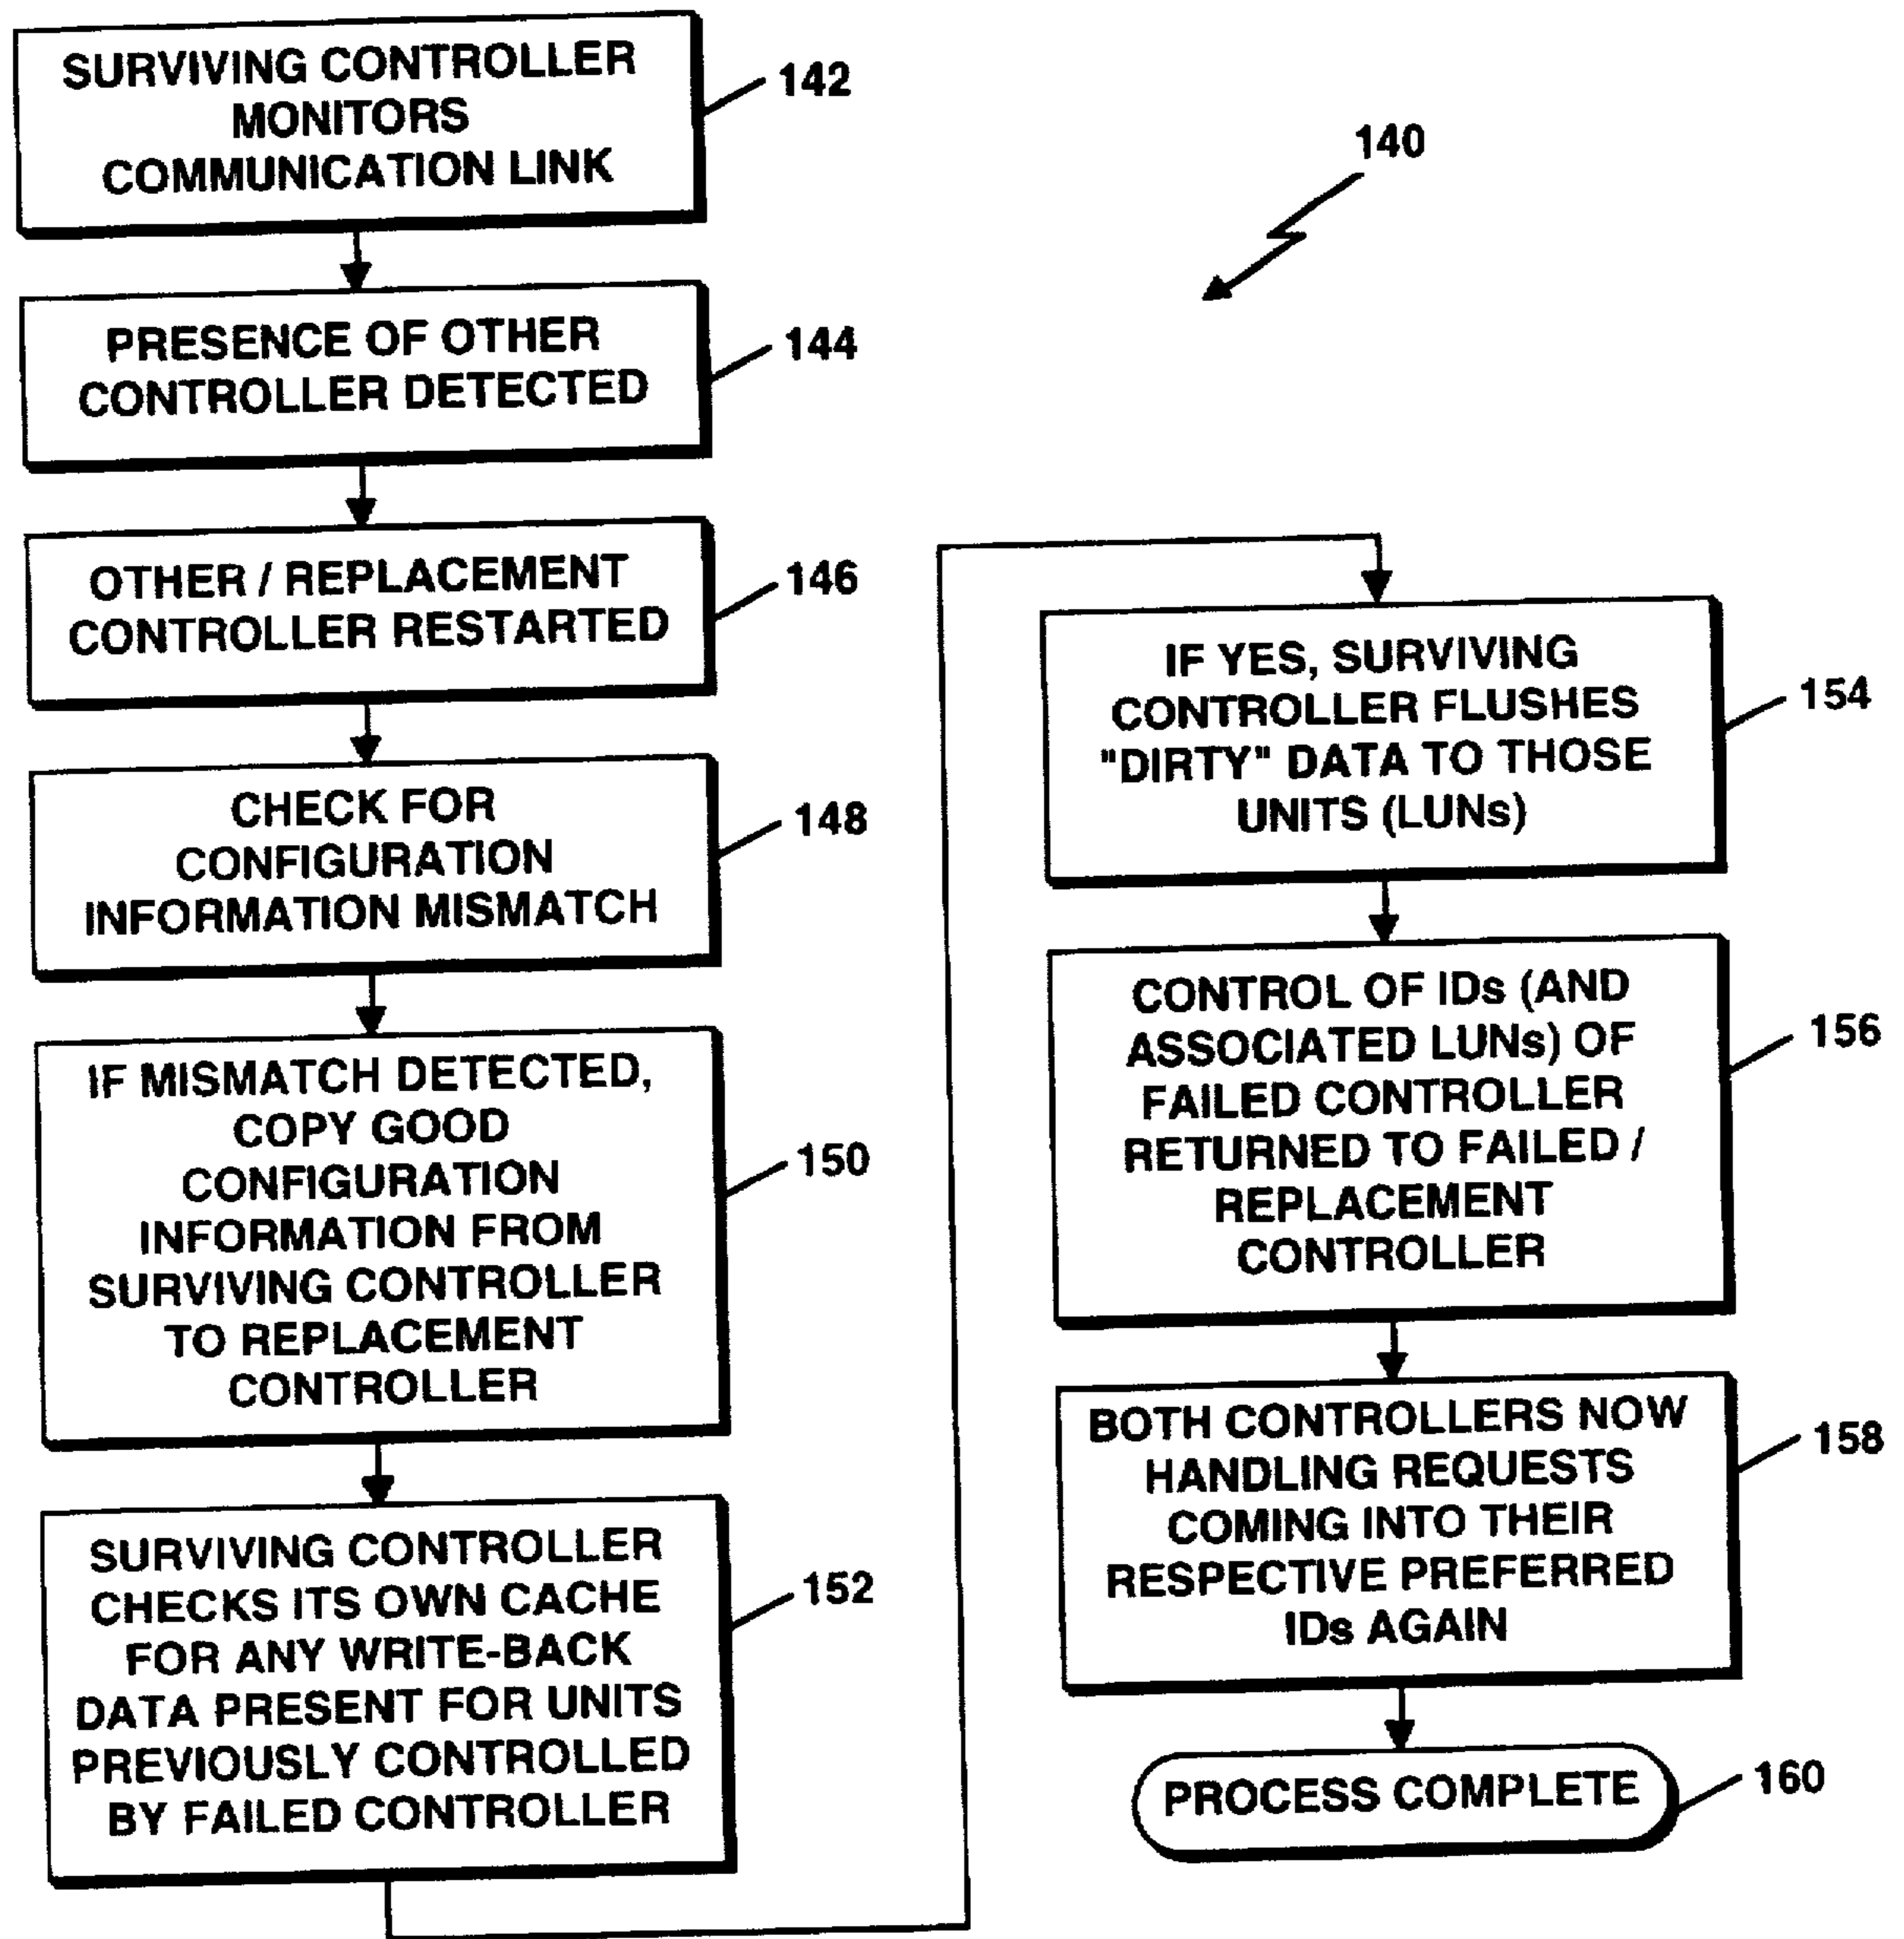 SURVIVING CONTROLLER
MONITORS
COMMUNICATION LINK
142
PRESENCE OF OTHER
CONTROLLER DETECTED
144
OTHER / REPLACEMENT
CONTROLLER RESTARTED
146
CHECK FOR
CONFIGURATION
INFORMATION MISMATCH
148
IF MISMATCH DETECTED,
COPY GOOD
CONFIGURATION
INFORMATION FROM
SURVIVING CONTROLLER
TO REPLACEMENT
CONTROLLER
150
SURVIVING CONTROLLER
CHECKS ITS OWN CACHE
FOR ANY WRITE-BACK
DATA PRESENT FOR UNITS
PREVIOUSLY CONTROLLED
BY FAILED CONTROLLER
152
140
IF YES, SURVIVING
CONTROLLER FLUSHES
"DIRTY" DATA TO THOSE
UNITS (LUNs)
154
CONTROL OF IDs (AND
ASSOCIATED LUNs) OF
FAILED CONTROLLER
RETURNED TO FAILED /
REPLACEMENT
CONTROLLER
156
BOTH CONTROLLERS NOW
HANDLING REQUESTS
COMING INTO THEIR
RESPECTIVE PREFERRED
IDs AGAIN
158
PROCESS COMPLETE
160